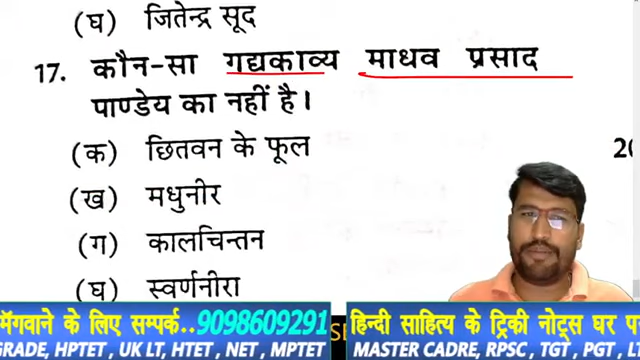 (घ) जितेन्द्र सूद
17. कौन-सा गद्यकाव्य माधव प्रसाद
पाण्डेय का नहीं है।
(क) छितवन के फूल
20
(ख) मधुनीर
(ग) कालचिन्तन
(घ) स्वर्णनीरा
मँगवाने के लिए सम्पर्क..9098609291
हिन्दी साहित्य के ट्रिकी नोट्स घर
GRADE, HPTET , UK LT, HTET , NET , MPTET
MASTER CADRE, RPSC , TGT , PGT ,